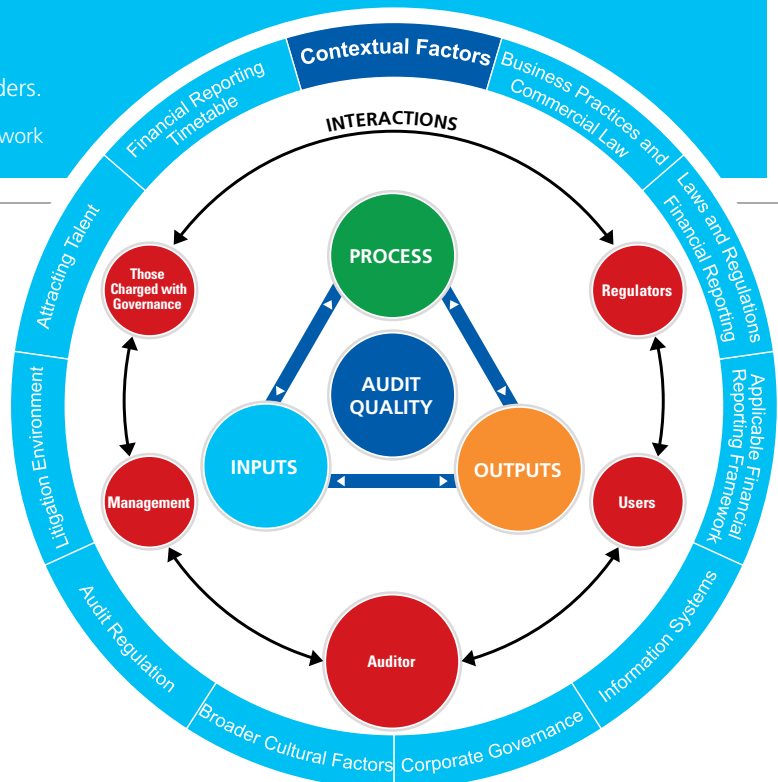 ders.
work
Contextual Factors
Business Practices and
Commercial Law
Laws and Regulations
Financial Reporting
Applicable Financial
Reporting Framework
Information Systems
Corporate Governance
Broader Cultural Factors
Audit Regulation
Litigation Environment
Attracting Talent
Financial Reporting
Timetable
INTERACTIONS
PROCESS
AUDIT
QUALITY
INPUTS
OUTPUTS
Those
Charged with
Governance
Regulators
Management
Users
Auditor